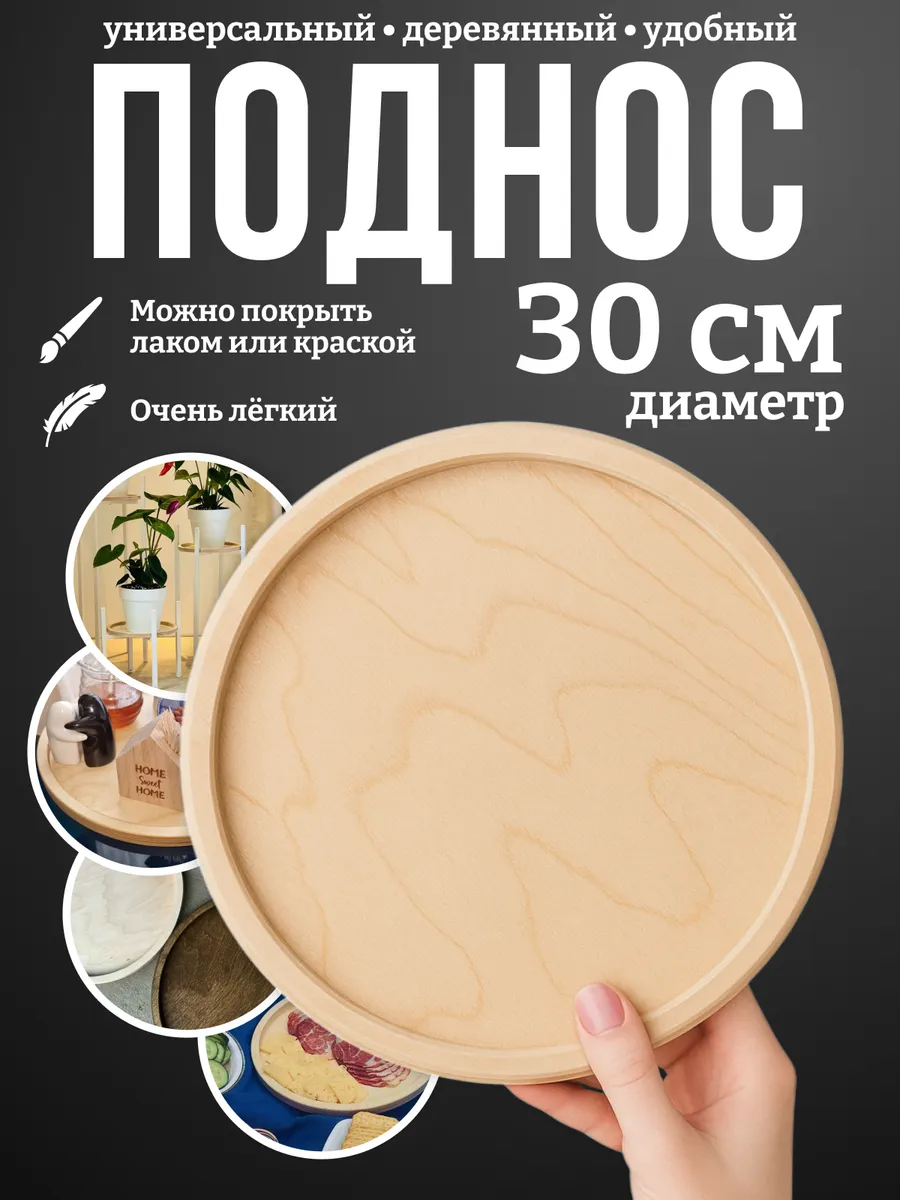 универсальный • деревянный • удобный
ПОДНОС
30 см
диаметр
Можно покрыть
лаком или краской
Очень лёгкий
HOME
Sweet
HOME